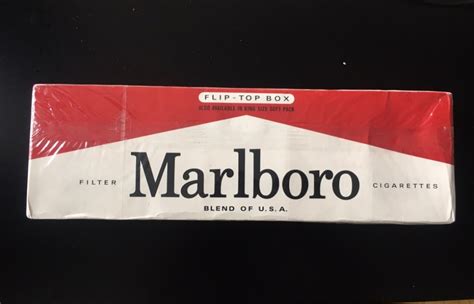 FLIP-TOP BOX
ALSO AVAILABLE IN KING SIZE SOFT PACK
FILTER Marlboro CIGARETTES
BLEND OF U.S.A.